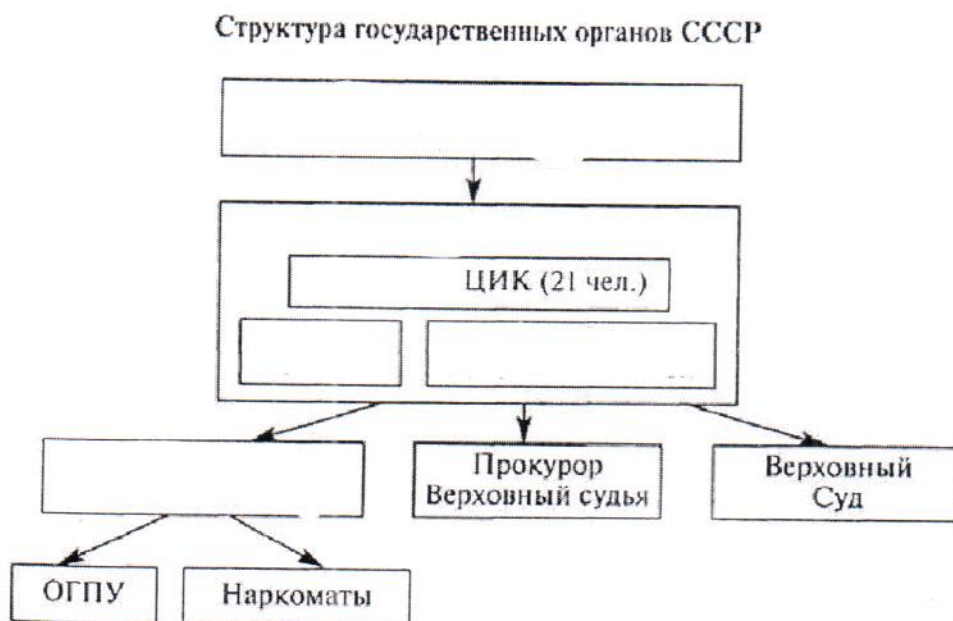 Структура государственных органов СССР
ЦИК (21 чел.)
Прокурор
Верховный судья
Верховный
Суд
ОГПУ
Наркоматы